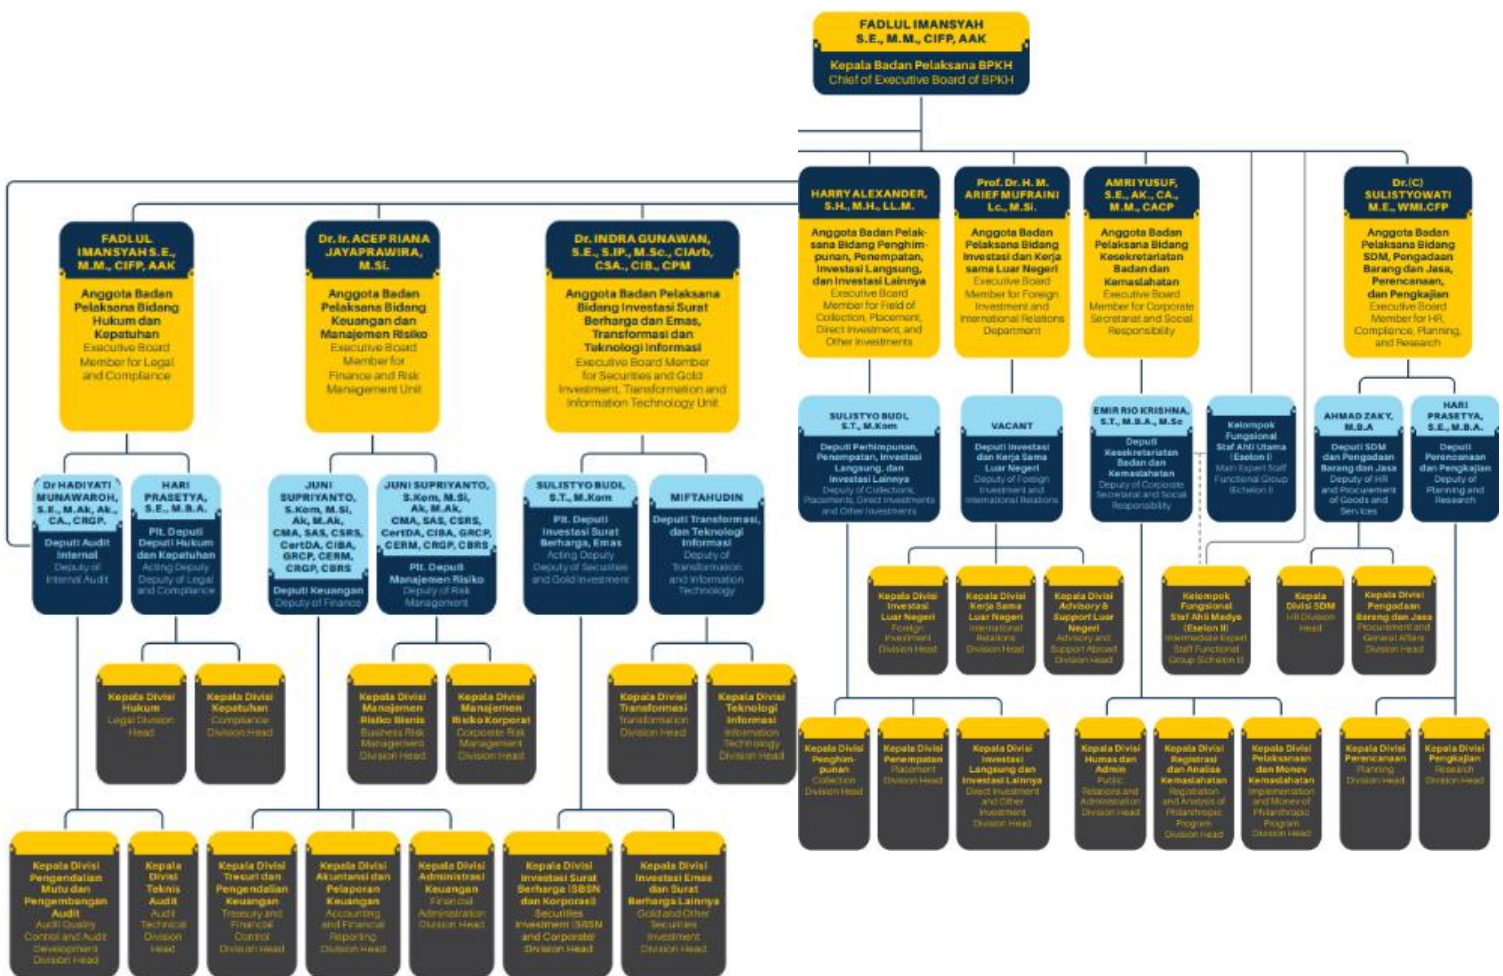 FADLUL IMANSYAH
S.E., M.M., CIFP, AAK
Kepala Badan Pelaksana BPKH
Chief of Executive Board of BPKH
FADLUL
IMANSYAH S.E.,
M.M., CIFP, AAK
Anggota Badan
Pelaksana Bidang
Hukum dan
Kepatuhan
Executive Board
Member for Legal
and Compliance
Dr. Ir. ACEP RIANA
JAYAPRAWIRA,
M.Si.
Anggota Badan
Pelaksana Bidang
Keuangan dan
Manajemen Risiko
Executive Board
Member for
Finance and Risk
Management Unit
Dr. INDRA GUNAWAN,
S.E., S.IP., M.Sc., CIArb,
CSA., CIB., CPM
Anggota Badan Pelaksana
Bidang Investasi Surat
Berharga dan Emas,
Transformasi dan
Teknologi Informasi
Executive Board Member
for Securities and Gold
Investment, Transformation and
Information Technology Unit
HARRY ALEXANDER,
S.H., M.H., LL.M.
Anggota Badan Pelak-
sana Bidang Penghim-
punan, Penempatan,
Investasi Langsung,
dan Investasi Lainnya
Executive Board
Member for Field of
Collection, Placement,
Direct Investment, and
Other Investments
Prof. Dr. H. M.
ARIEF MUFRAINI
Lc., M.Si.
Anggota Badan
Pelaksana Bidang
Investasi dan Kerja
sama Luar Negeri
Executive Board
Member for Foreign
Investment and
International Relations
Department
AMRI YUSUF,
S.E., AK., CA.,
M.M., CACP
Anggota Badan
Pelaksana Bidang
Kesekretariatan
Badan dan
Kemaslahatan
Executive Board
Member for Corporate
Secretariat and Social
Responsibility
Dr.(C)
SULISTYOWATI
M.E., WMI.CFP
Anggota Badan
Pelaksana Bidang
SDM, Pengadaan
Barang dan Jasa,
Perencanaan,
dan Pengkajian
Executive Board
Member for HR,
Compliance, Planning,
and Research
Dr HADIYATI
MUNAWAROH,
S.E., M.Ak, Ak.,
CA., CRGP.
Deputi Audit
Internal
Deputy of
Internal Audit
HARI
PRASETYA,
S.E., M.B.A.
Plt. Deputi
Deputi Hukum
dan Kepatuhan
Acting Deputy
Deputy of Legal
and Compliance
JUNI
SUPRIYANTO,
S.Kom, M.Si,
Ak, M.Ak,
CMA, SAS, CSRS,
CertDA, CIBA,
GRCP, CERM,
CRGP, CBRS
Deputi Keuangan
Deputy of Finance
JUNI SUPRIYANTO,
S.Kom, M.Si,
Ak, M.Ak,
CMA, SAS, CSRS,
CertDA, CIBA, GRCP,
CERM, CRGP, CBRS
Plt. Deputi
Manajemen Risiko
Deputy of Risk
Management
SULISTYO BUDI,
S.T., M.Kom
Plt. Deputi
Investasi Surat
Berharga, Emas
Acting Deputy
Deputy of Securities
and Gold Investment
MIFTAHUDIN
Deputi Transformasi,
dan Teknologi
Informasi
Deputy of
Transformation
and Information
Technology
SULISTYO BUDI,
S.T., M.Kom
Deputi Perhimpunan,
Penempatan, Investasi
Langsung, dan
Investasi Lainnya
Deputy of Collections,
Placements, Direct Investments
and Other Investments
VACANT
Deputi Investasi
dan Kerja Sama
Luar Negeri
Deputy of Foreign
Investment and
International Relations
EMIR RIO KRISHNA,
S.T., M.B.A., M.Sc
Deputi
Kesekretariatan
Badan dan
Kemaslahatan
Deputy of Corporate
Secretariat and Social
Responsibility
Kelompok
Fungsional
Staf Ahli Utama
(Eselon I)
Main Expert Staff
Functional Group
(Echelon I)
AHMAD ZAKY,
M.B.A
Deputi SDM
dan Pengadaan
Barang dan Jasa
Deputy of HR
and Procurement
of Goods and
Services
HARI
PRASETYA,
S.E., M.B.A.
Deputi
Perencanaan
dan Pengkajian
Deputy of
Planning and
Research
Kepala Divisi
Investasi
Luar Negeri
Foreign
Investment
Division Head
Kepala Divisi
Kerja Sama
Luar Negeri
International
Relations
Division Head
Kepala Divisi
Advisory &
Support Luar
Negeri
Advisory and
Support Abroad
Division Head
Kelompok
Fungsional
Staf Ahli Madya
(Eselon II)
Intermediate Expert
Staff Functional
Group (Echelon II)
Kepala
Divisi SDM
HR Division
Head
Kepala Divisi
Pengadaan
Barang dan Jasa
Procurement and
General Affairs
Division Head
Kepala Divisi
Hukum
Legal Division
Head
Kepala Divisi
Kepatuhan
Compliance
Division Head
Kepala Divisi
Manajemen
Risiko Bisnis
Business Risk
Management
Division Head
Kepala Divisi
Manajemen
Risiko Korporat
Corporate Risk
Management
Division Head
Kepala Divisi
Transformasi
Transformation
Division Head
Kepala Divisi
Teknologi
Informasi
Information
Technology
Division Head
Kepala Divisi
Penghim-
punan
Collection
Division Head
Kepala Divisi
Penempatan
Placement
Division Head
Kepala Divisi
Investasi
Langsung dan
Investasi Lainnya
Direct Investment
and Other
Investment
Division Head
Kepala Divisi
Humas dan
Admin
Public
Relations and
Administration
Division Head
Kepala Divisi
Registrasi
dan Analisa
Kemaslahatan
Registration
and Analysis of
Philanthropic
Program
Division Head
Kepala Divisi
Pelaksanaan
dan Monev
Kemaslahatan
Implementation
and Monev of
Philanthropic
Program
Division Head
Kepala Divisi
Perencanaan
Planning
Division Head
Kepala Divisi
Pengkajian
Research
Division Head
Kepala Divisi
Pengendalian
Mutu dan
Pengembangan
Audit
Audit Quality
Control and Audit
Development
Division Head
Kepala
Divisi
Teknis
Audit
Audit
Technical
Division
Head
Kepala Divisi
Tresuri dan
Pengendalian
Keuangan
Treasury and
Financial
Control
Division Head
Kepala Divisi
Akuntansi dan
Pelaporan
Keuangan
Accounting
and Financial
Reporting
Division Head
Kepala Divisi
Administrasi
Keuangan
Financial
Administration
Division Head
Kepala Divisi
Investasi Surat
Berharga (SBSN
dan Korporasi)
Securities
Investment (SBSN
and Corporate)
Division Head
Kepala Divisi
Investasi Emas
dan Surat
Berharga Lainnya
Gold and Other
Securities
Investment
Division Head